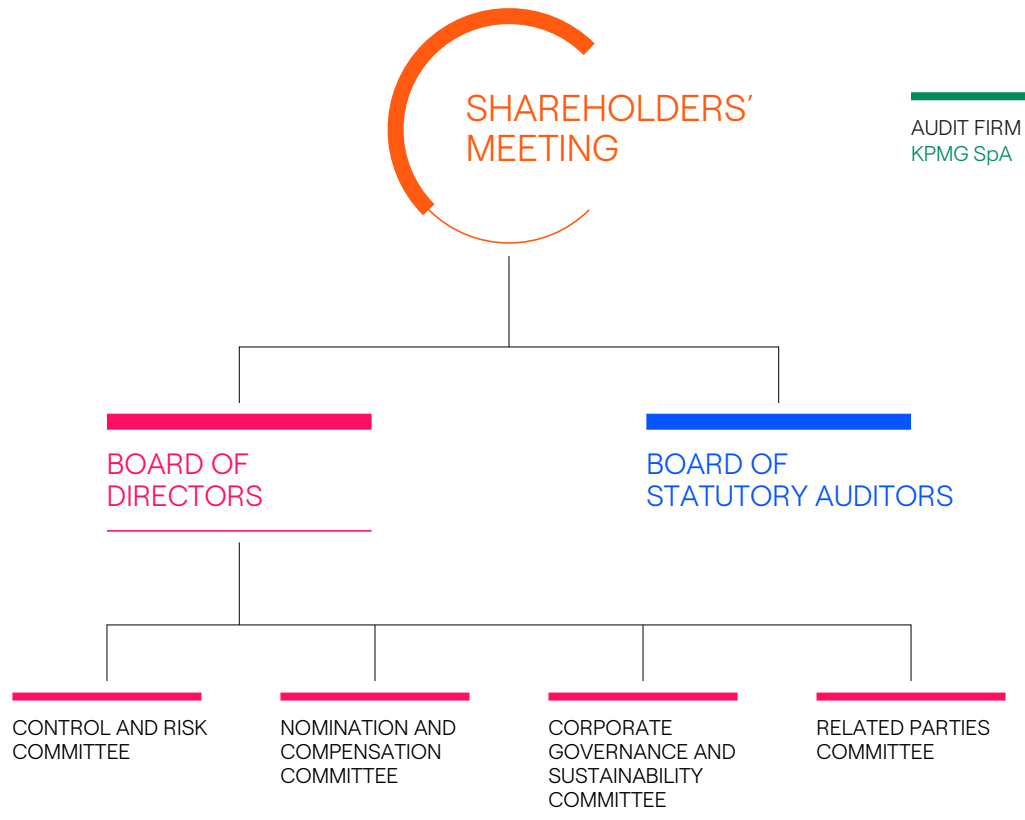 SHAREHOLDERS’
MEETING
AUDIT FIRM
KPMG SpA
BOARD OF
DIRECTORS
BOARD OF
STATUTORY AUDITORS
CONTROL AND RISK
COMMITTEE
NOMINATION AND
COMPENSATION
COMMITTEE
CORPORATE
GOVERNANCE AND
SUSTAINABILITY
COMMITTEE
RELATED PARTIES
COMMITTEE